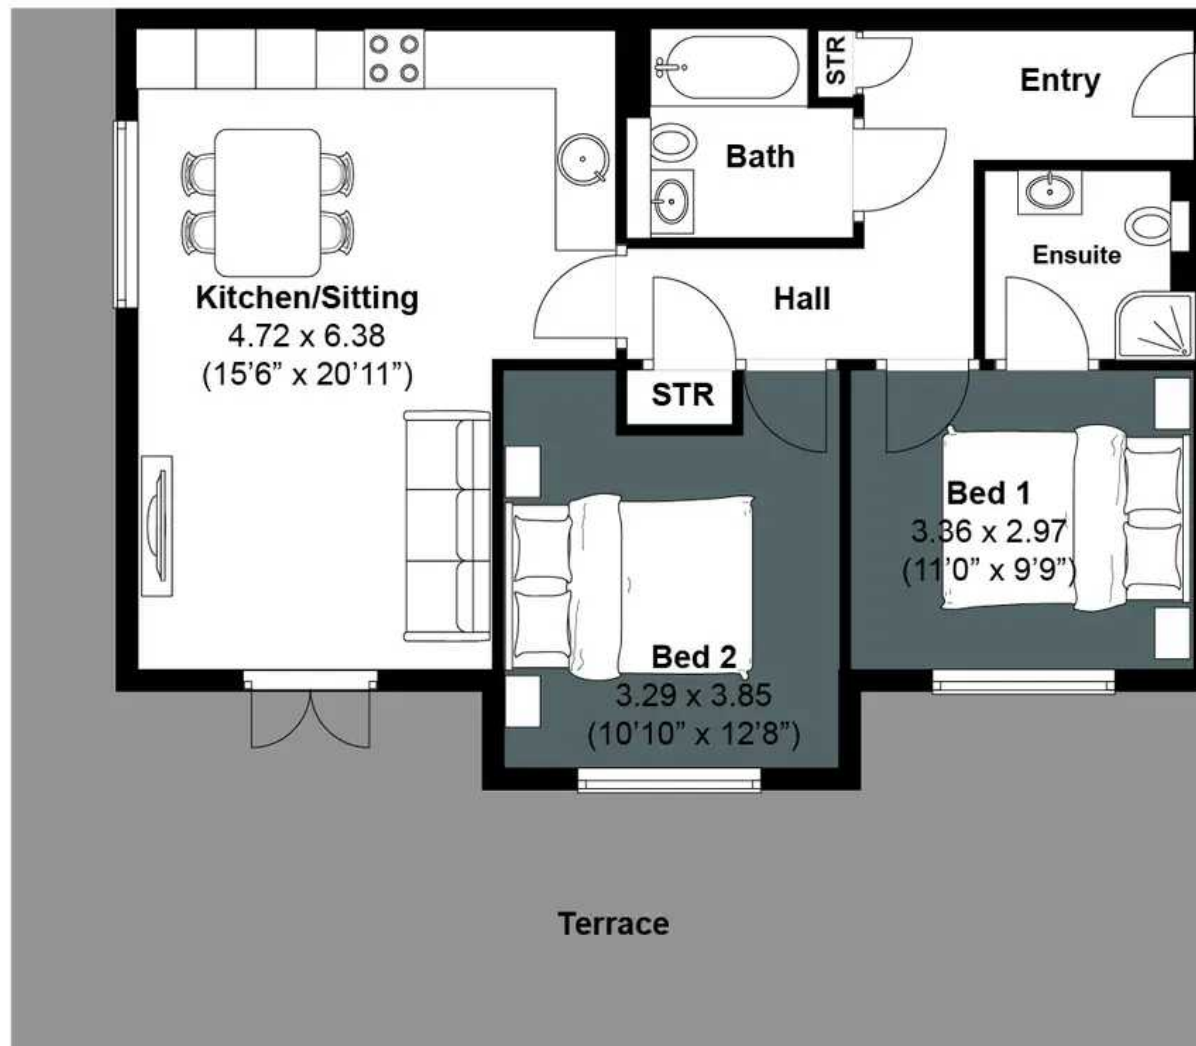 STR
Entry
Bath
Ensuite
Kitchen/Sitting
4.72 x 6.38
(15'6” x 20'11”)
Hall
STR
Bed 1
3.36 x 2.97
(11'0” x 9'9”)
Bed 2
3.29 x 3.85
(10'10” x 12'8”)
Terrace